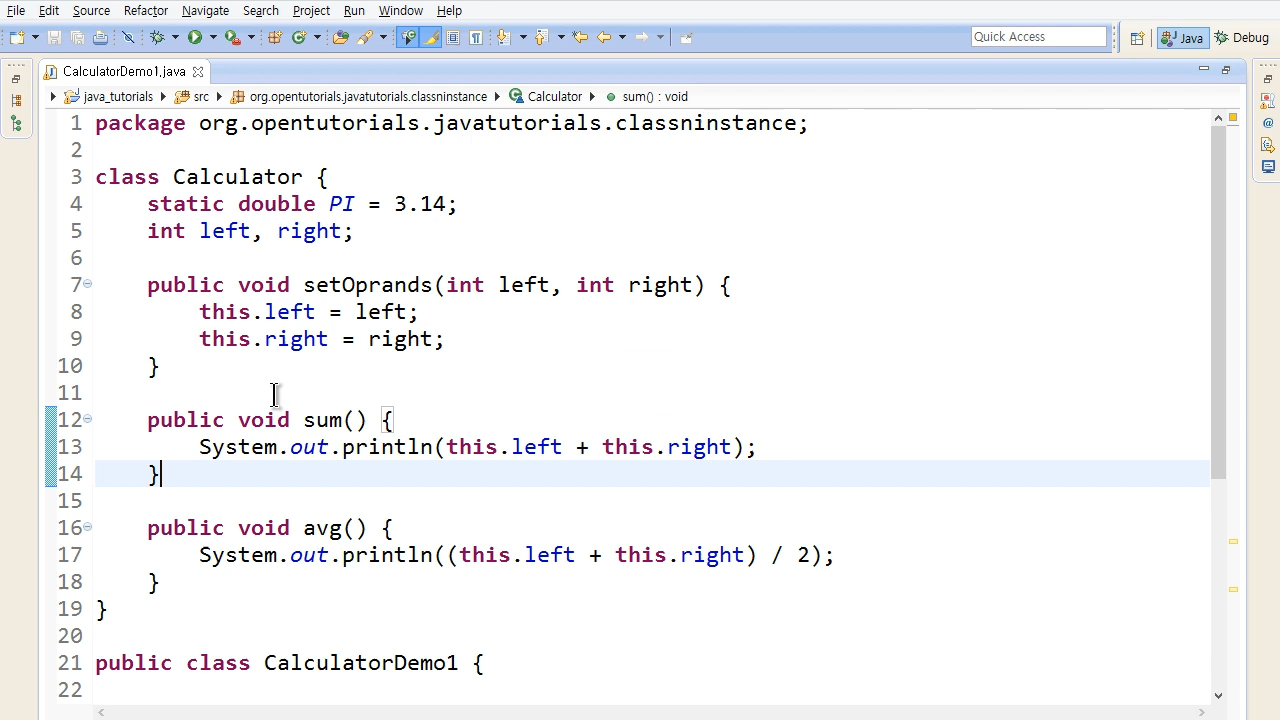 File Edit Source Refactor Navigate Search Project Run Window Help
Quick Access Java Debug
CalculatorDemo1.java
java_tutorials src org.opentutorials.javatutorials.classninstance Calculator sum() : void
1 package org.opentutorials.javatutorials.classninstance;
2
3 class Calculator {
4 static double PI = 3.14;
5 int left, right;
6
7 public void setOprands(int left, int right) {
8 this.left = left;
9 this.right = right;
10 }
11
12 public void sum() {
13 System.out.println(this.left + this.right);
14 }
15
16 public void avg() {
17 System.out.println((this.left + this.right) / 2);
18 }
19 }
20
21 public class CalculatorDemo1 {
22